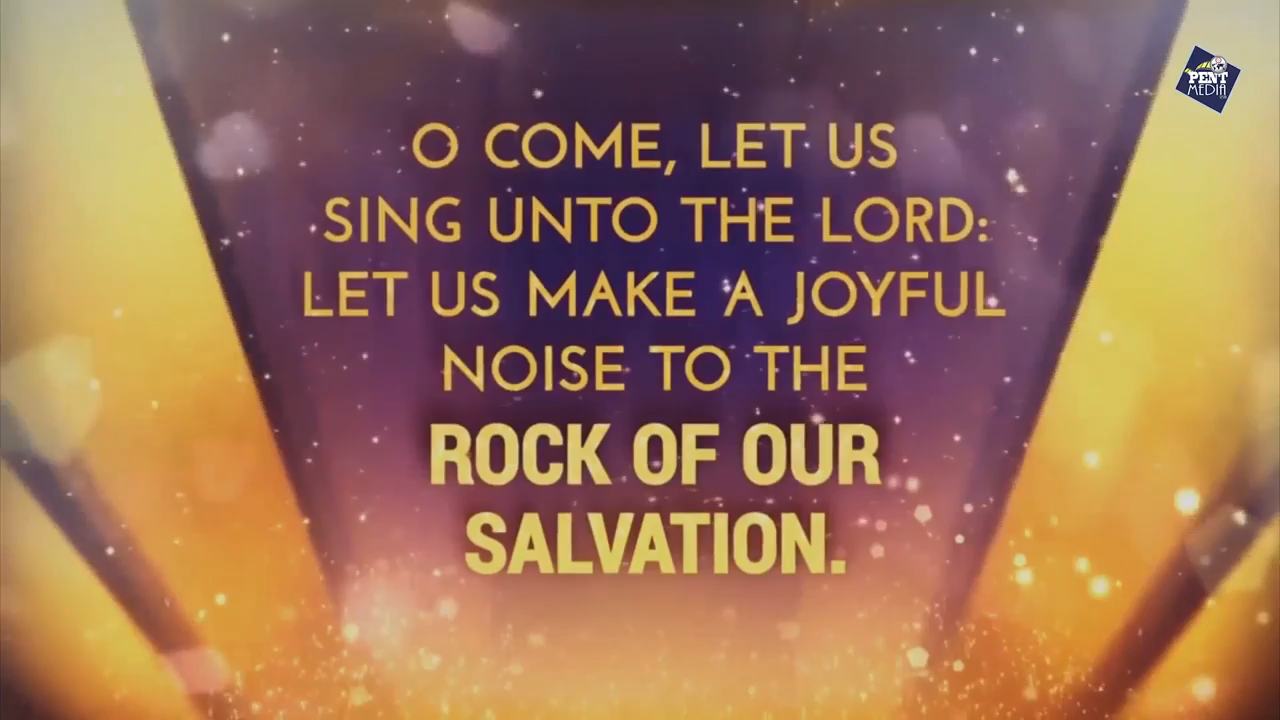 PENT
MEDIA
O COME, LET US
SING UNTO THE LORD:
LET US MAKE A JOYFUL
NOISE TO THE
ROCK OF OUR
SALVATION.